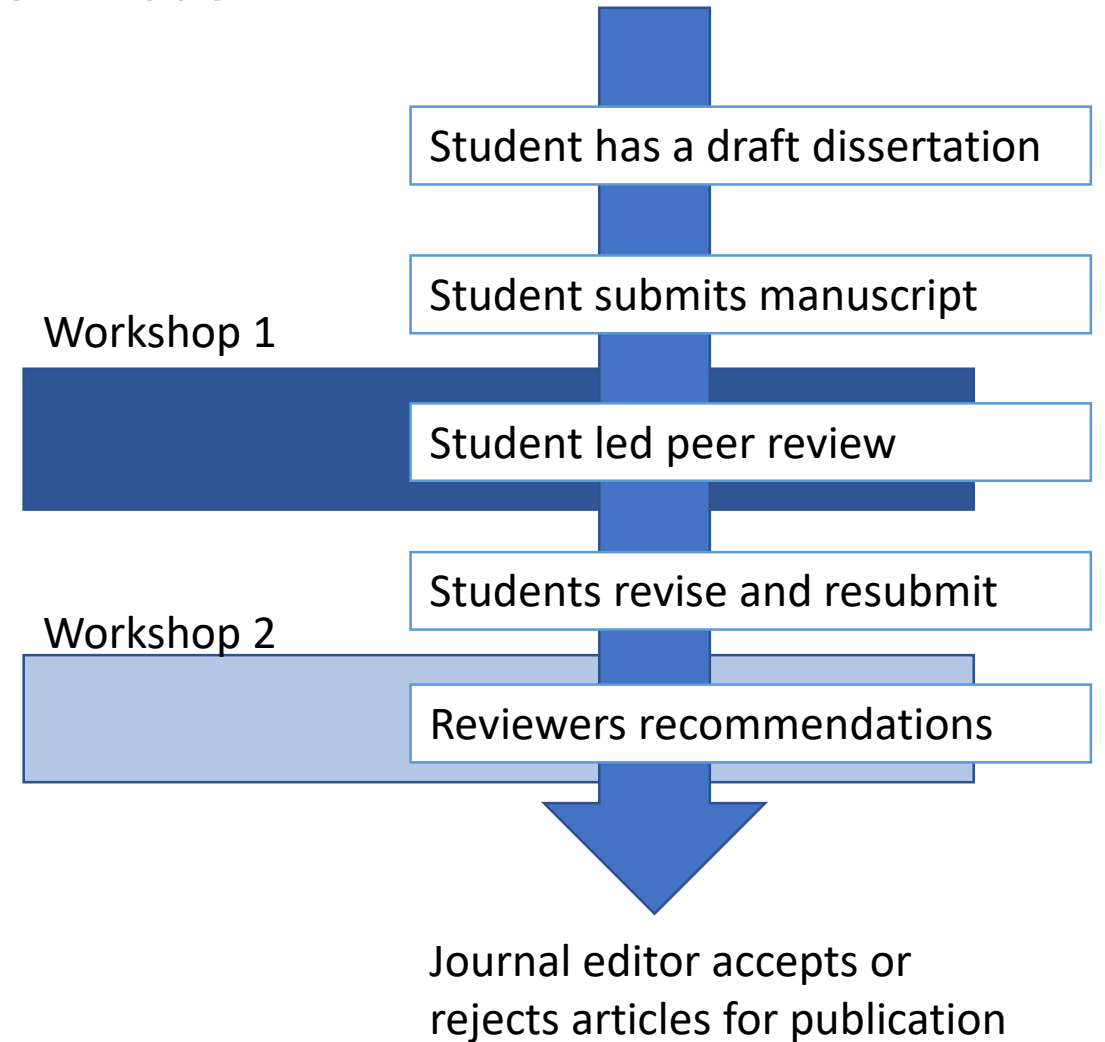 Student has a draft dissertation
Student submits manuscript
Workshop 1
Student led peer review
Students revise and resubmit
Workshop 2
Reviewers recommendations
Journal editor accepts or
rejects articles for publication